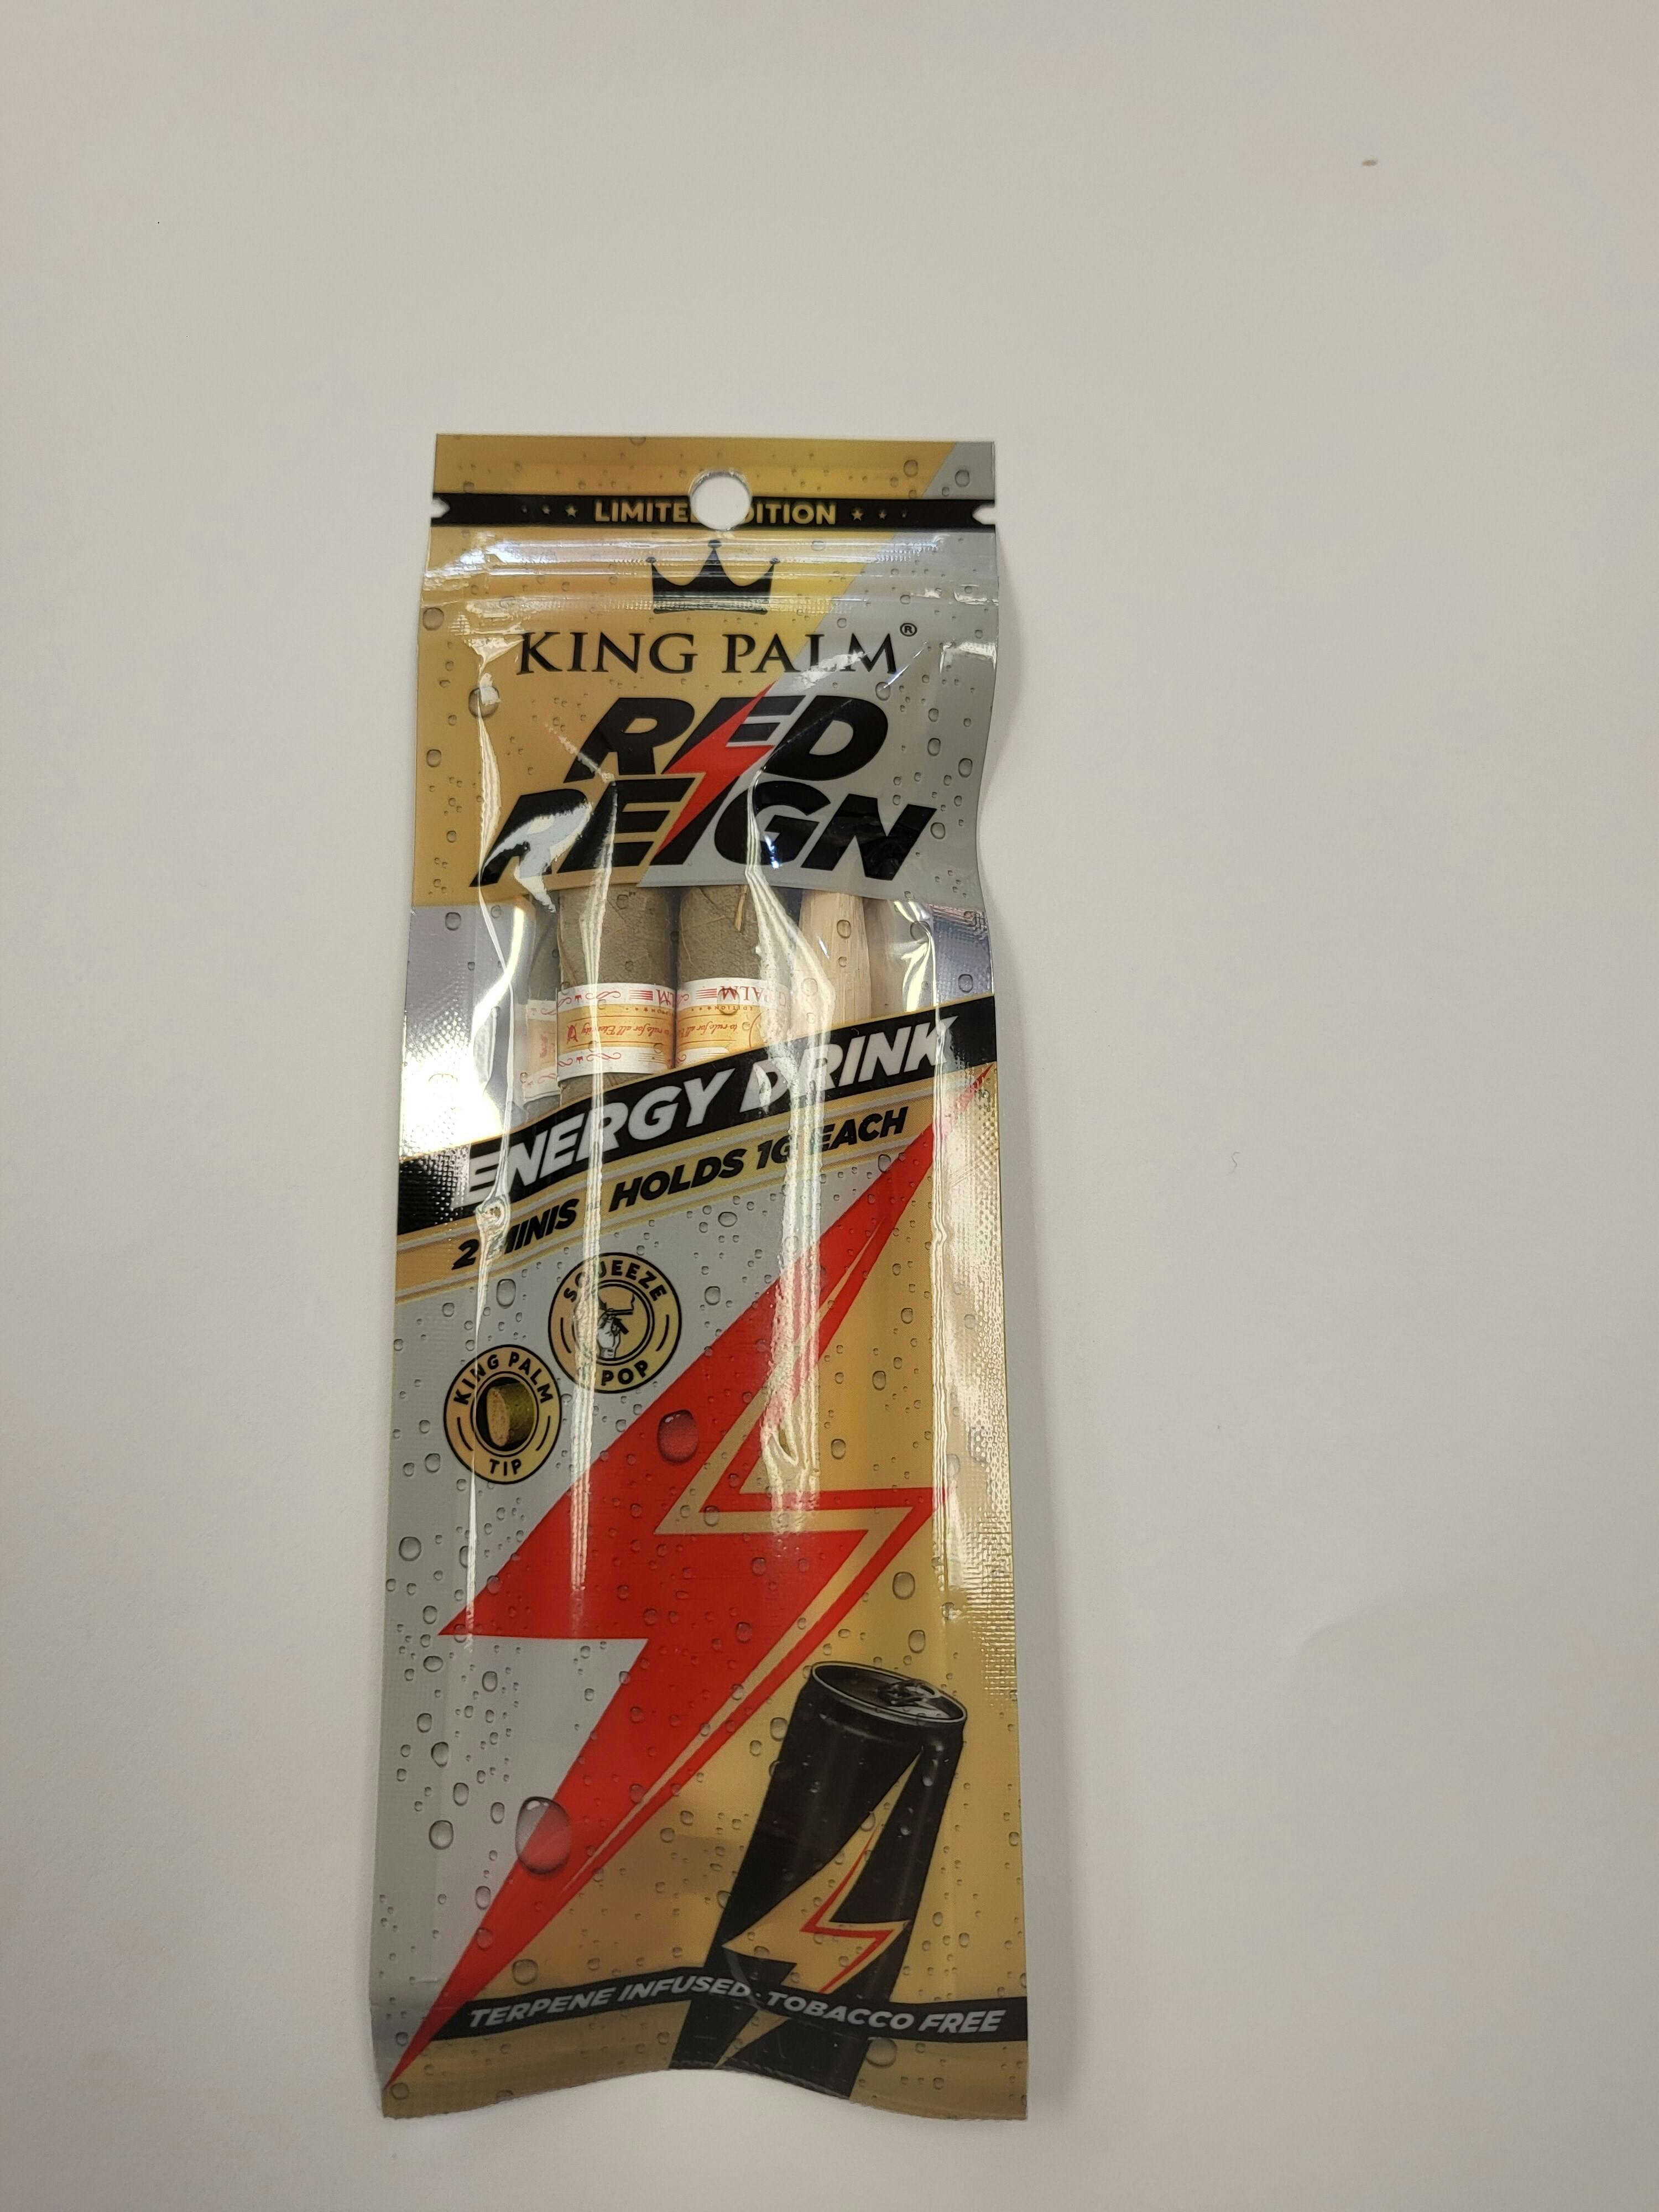 LIMITED EDITION
KING PALM®
RED
REIGN
ENERGY DRINK
2 MINIS - HOLDS 1G EACH
SQUEEZE
POP
KING PALM
TIP
TERPENE INFUSED · TOBACCO FREE